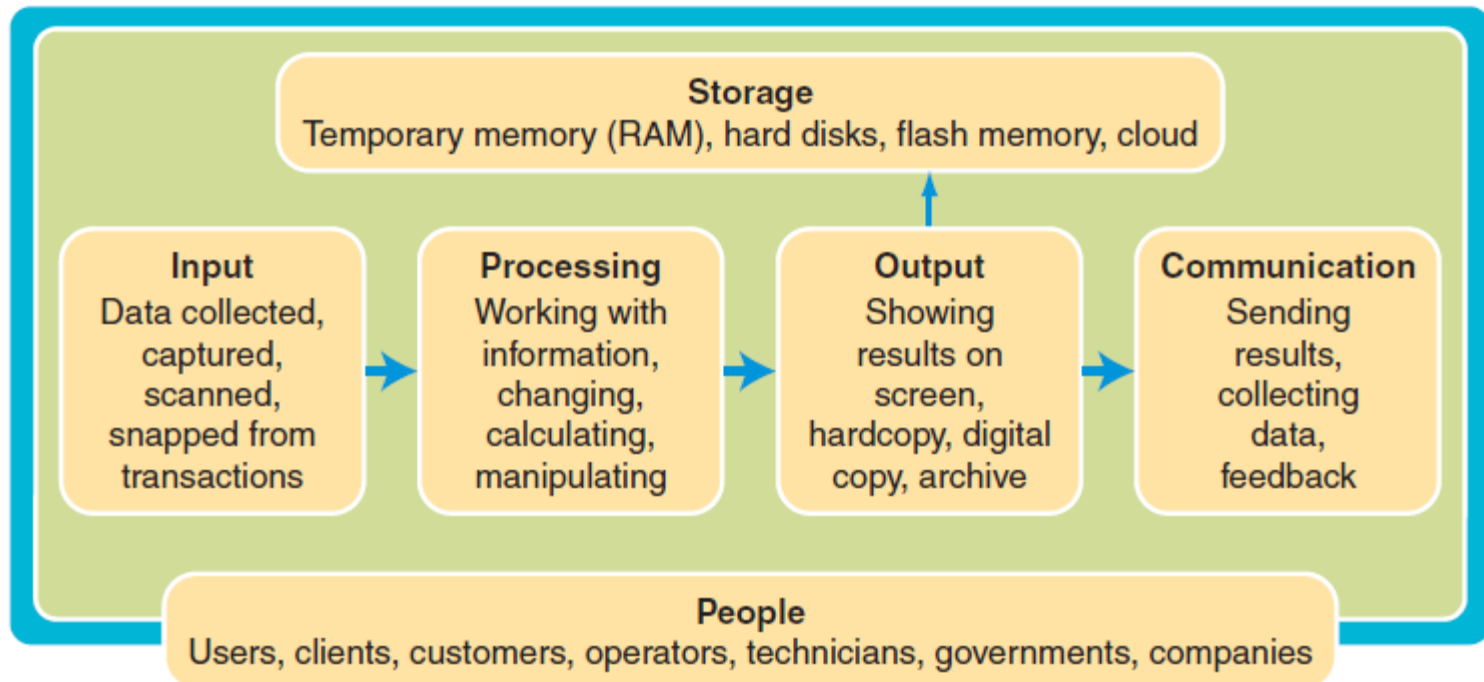 Storage
Temporary memory (RAM), hard disks, flash memory, cloud
Input
Data collected,
captured,
scanned,
snapped from
transactions
Processing
Working with
information,
changing,
calculating,
manipulating
Output
Showing
results on
screen,
hardcopy, digital
copy, archive
Communication
Sending
results,
collecting
data,
feedback
People
Users, clients, customers, operators, technicians, governments, companies